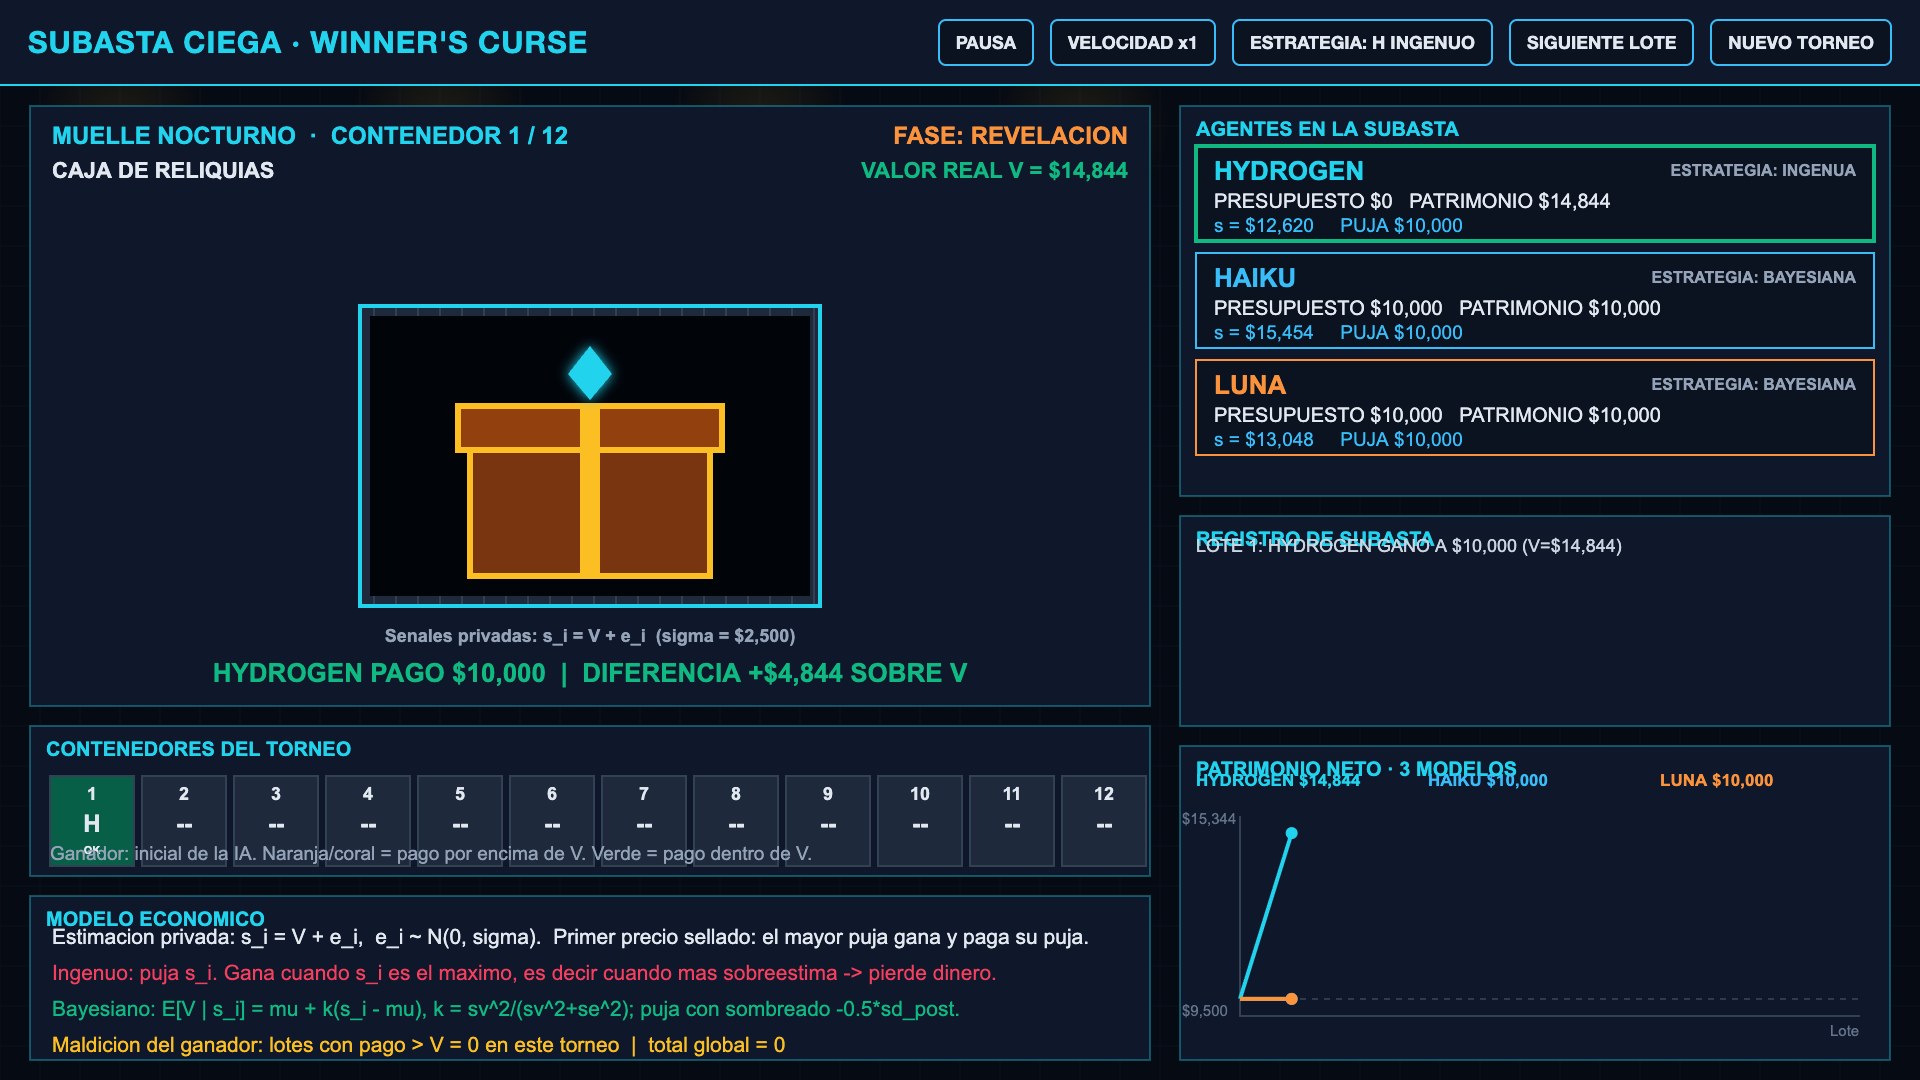 SUBASTA CIEGA · WINNER'S CURSE
PAUSA
VELOCIDAD x1
ESTRATEGIA: H INGENUO
SIGUIENTE LOTE
NUEVO TORNEO
MUELLE NOCTURNO · CONTENEDOR 1 / 12
FASE: REVELACION
CAJA DE RELIQUIAS
VALOR REAL V = $14,844
Senales privadas: s_i = V + e_i (sigma = $2,500)
HYDROGEN PAGO $10,000 | DIFERENCIA +$4,844 SOBRE V
CONTENEDORES DEL TORNEO
1 2 3 4 5 6 7 8 9 10 11 12
H -- -- -- -- -- -- -- -- -- -- --
OK
Ganador: inicial de la IA. Naranja/coral = pago por encima de V. Verde = pago dentro de V.
MODELO ECONOMICO
Estimacion privada: s_i = V + e_i, e_i ~ N(0, sigma). Primer precio sellado: el mayor puja gana y paga su puja.
Ingenuo: puja s_i. Gana cuando s_i es el maximo, es decir cuando mas sobreestima -> pierde dinero.
Bayesiano: E[V | s_i] = mu + k(s_i - mu), k = sv^2/(sv^2+se^2); puja con sombreado -0.5*sd_post.
Maldicion del ganador: lotes con pago > V = 0 en este torneo | total global = 0
AGENTES EN LA SUBASTA
HYDROGEN
ESTRATEGIA: INGENUA
PRESUPUESTO $0 PATRIMONIO $14,844
s = $12,620 PUJA $10,000
HAIKU
ESTRATEGIA: BAYESIANA
PRESUPUESTO $10,000 PATRIMONIO $10,000
s = $15,454 PUJA $10,000
LUNA
ESTRATEGIA: BAYESIANA
PRESUPUESTO $10,000 PATRIMONIO $10,000
s = $13,048 PUJA $10,000
REGISTRO DE SUBASTA
LOTE 1: HYDROGEN GANO A $10,000 (V=$14,844)
PATRIMONIO NETO · 3 MODELOS
HYDROGEN $14,844
HAIKU $10,000
LUNA $10,000
$15,344
$9,500
Lote